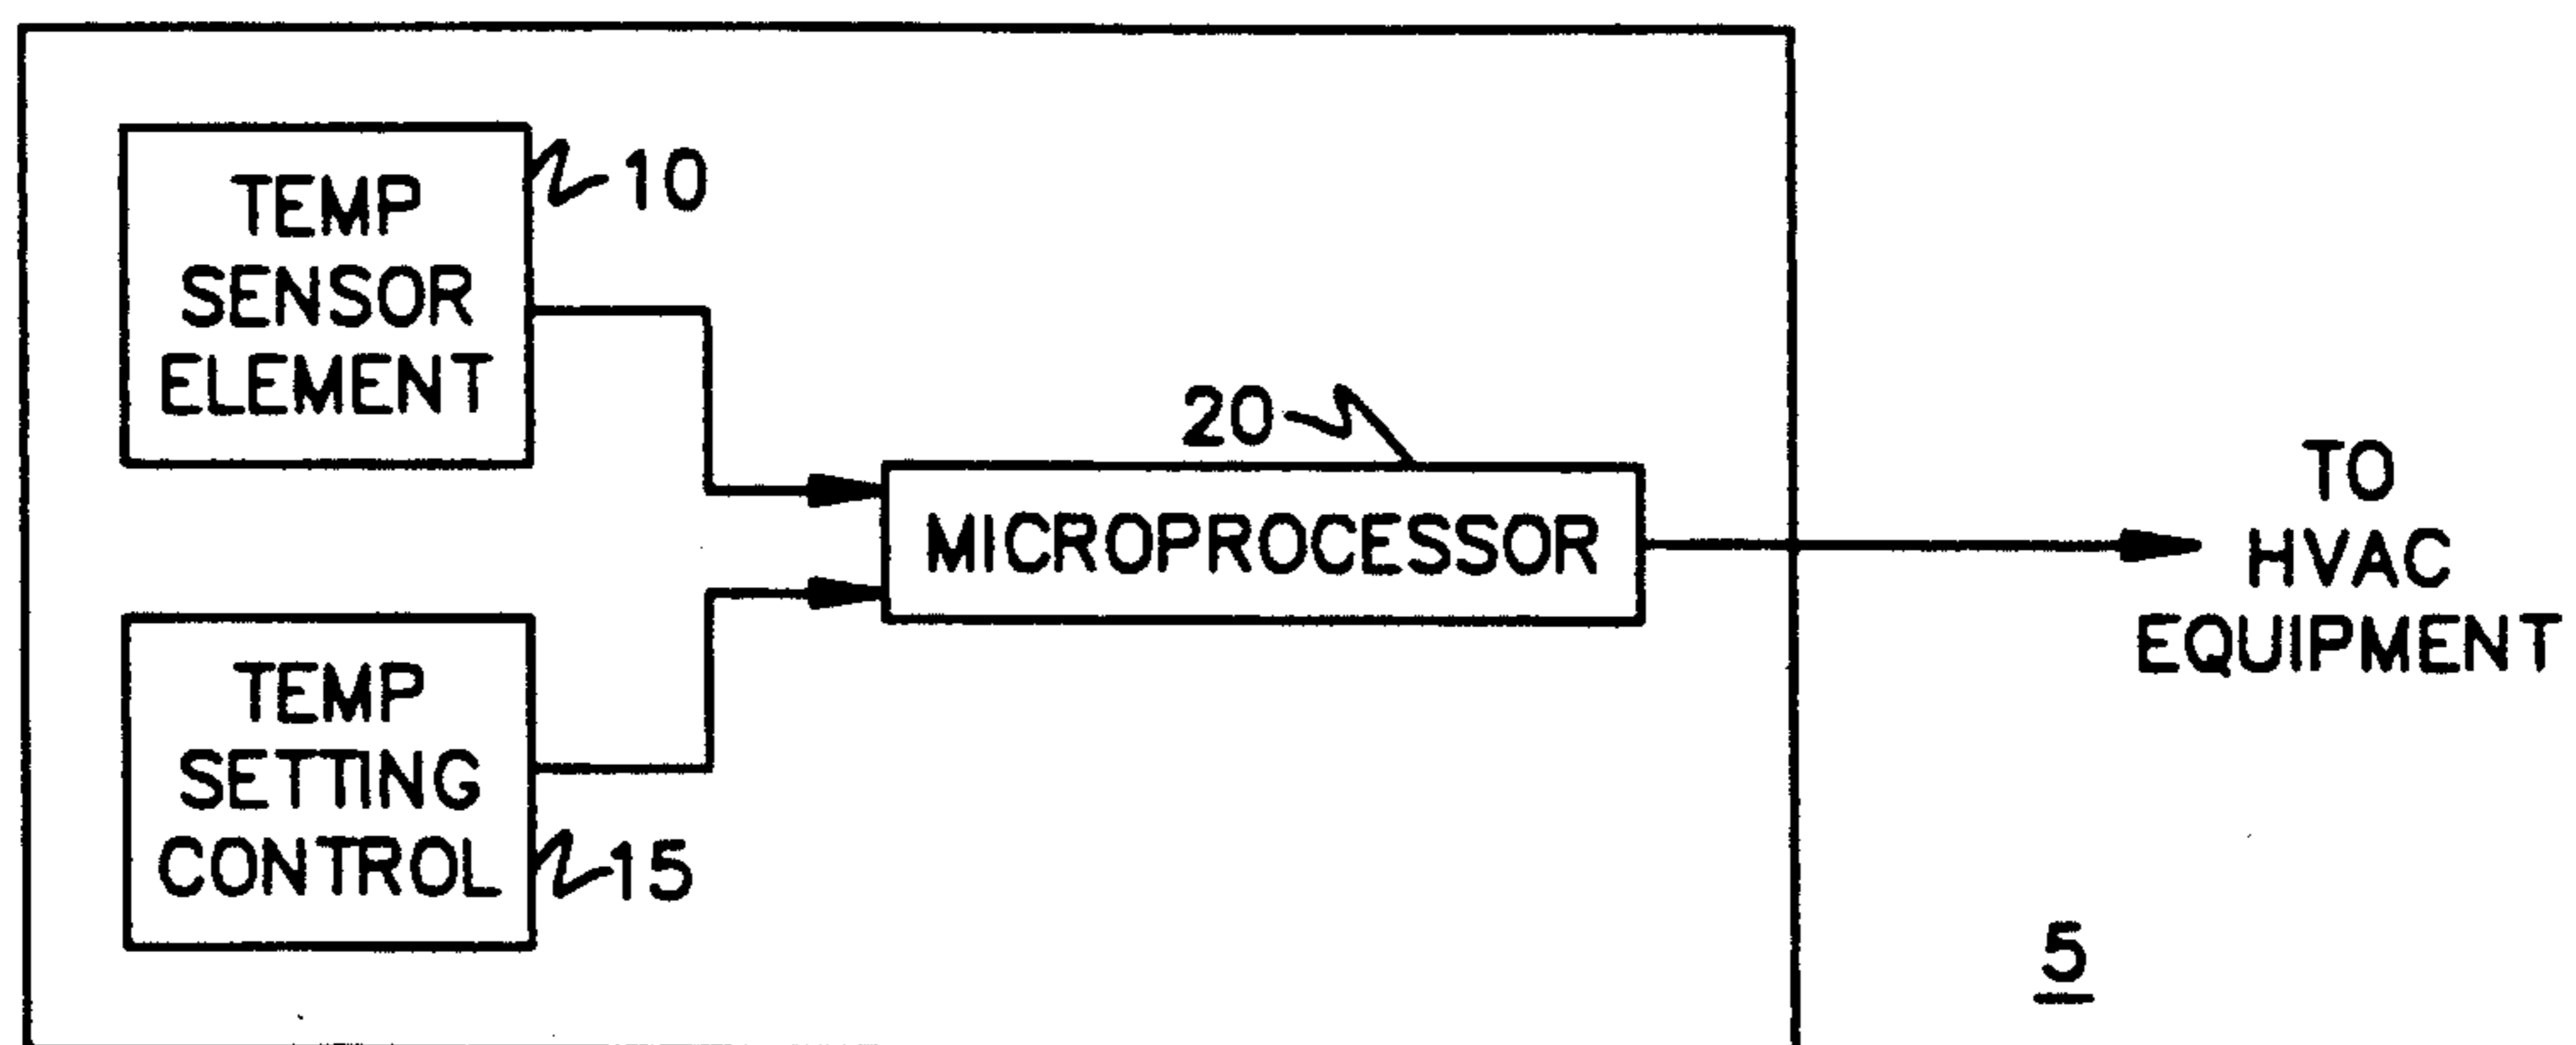 TEMP
SENSOR
ELEMENT
10
20
MICROPROCESSOR
TEMP
SETTING
CONTROL
15
TO
HVAC
EQUIPMENT
5